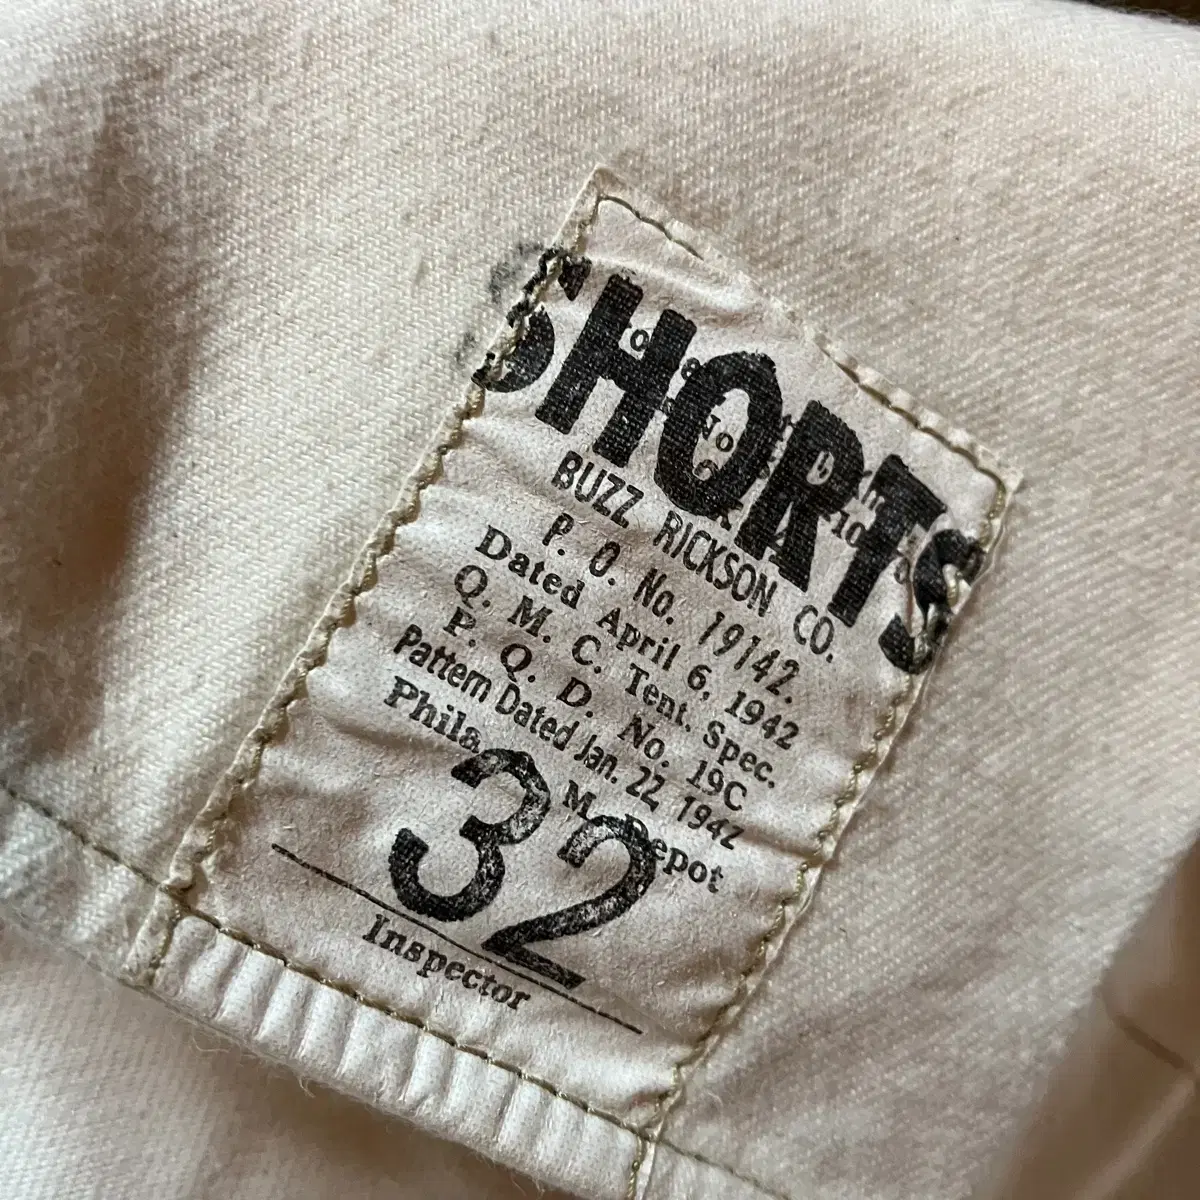 SHORTS
BUZZ RICKSON CO.
P. O. No. 19142.
Dated April 6, 1942
Q. M. C. Tent. Spec.
P. Q. D. No. 19C
Pattern Dated Jan. 22, 1942
Phila. Q. M. Depot
32
Inspector